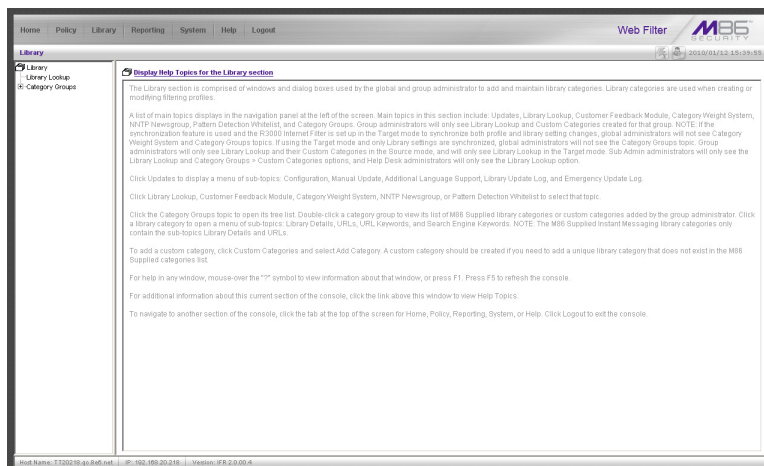 Home Policy Library Reporting System Help Logout
Web Filter
M86
SECURITY
Library
2010/01/12 15:39:55
Library
Library Lookup
Category Groups
Display Help Topics for the Library section
The Library section is comprised of windows and dialog boxes used by the global and group administrator to add and maintain library categories. Library categories are used when creating or
modifying filtering profiles.
A list of main topics displays in the navigation panel at the left of the screen. Main topics in this section include: Updates, Library Lookup, Customer Feedback Module, Category Weight System,
NNTP Newsgroup, Pattern Detection Whitelist, and Category Groups. Group administrators will only see Library Lookup and Custom Categories created for that group. NOTE: If the
synchronization feature is used and the R3000 Internet Filter is set up in the Target mode to synchronize both profile and library setting changes, global administrators will not see Category
Weight System and Category Groups topics. If using the Target mode and only Library settings are synchronized, global administrators will not see the Category Groups topic. Group
administrators will only see Library Lookup and their Custom Categories in the Source mode, and will only see Library Lookup in the Target mode. Sub Admin administrators will only see the
Library Lookup and Category Groups > Custom Categories options, and Help Desk administrators will only see the Library Lookup option.
Click Updates to display a menu of sub-topics: Configuration, Manual Update, Additional Language Support, Library Update Log, and Emergency Update Log.
Click Library Lookup, Customer Feedback Module, Category Weight System, NNTP Newsgroup, or Pattern Detection Whitelist to select that topic.
Click the Category Groups topic to open its tree list. Double-click a category group to view its list of M86 Supplied library categories or custom categories added by the group administrator. Click
a library category to open a menu of sub-topics: Library Details, URLs, URL Keywords, and Search Engine Keywords. NOTE: The M86 Supplied Instant Messaging library categories only
contain the sub-topics Library Details and URLs.
To add a custom category, click Custom Categories and select Add Category. A custom category should be created if you need to add a unique library category that does not exist in the M86
Supplied categories list.
For help in any window, mouse-over the "?" symbol to view information about that window, or press F1. Press F5 to refresh the console.
For additional information about this current section of the console, click the link above this window to view Help Topics.
To navigate to another section of the console, click the tab at the top of the screen for Home, Policy, Reporting, System, or Help. Click Logout to exit the console.
Host Name: TT20218.qc.8e6.net IP: 192.168.20.218 Version: IFR 2.0.00.4